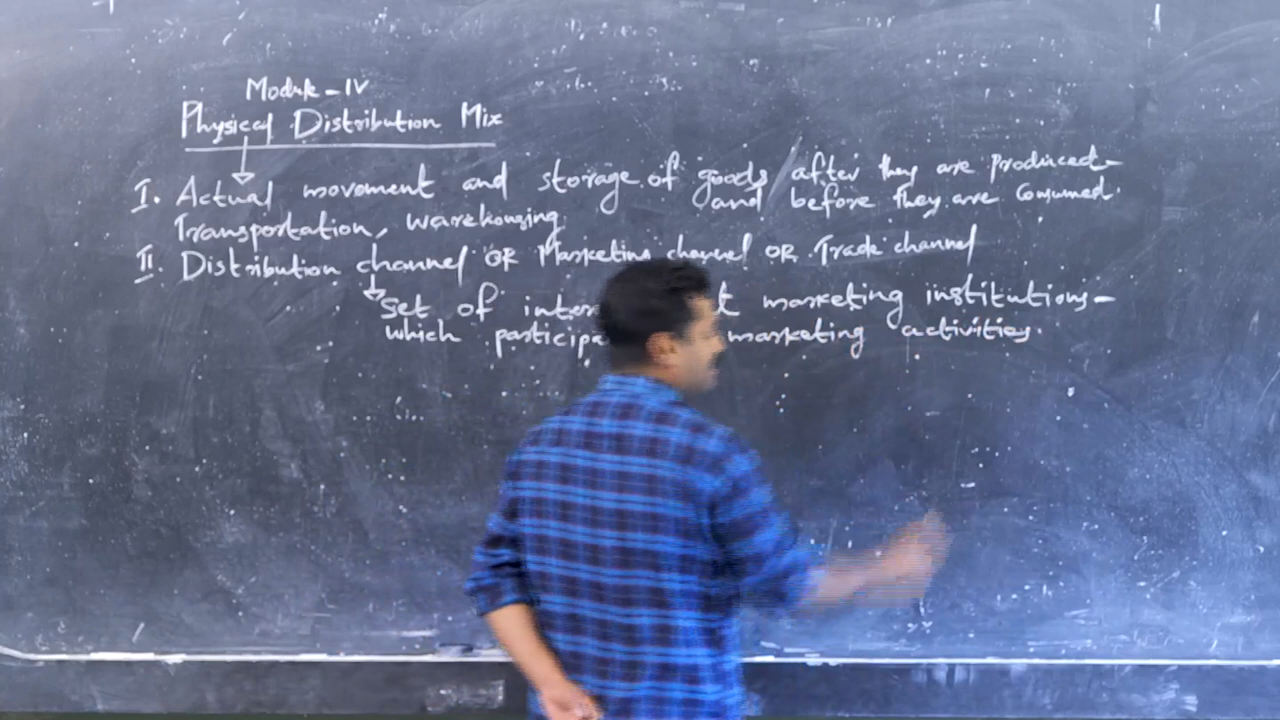 Module - IV
Physical Distribution Mix
I. Actual movement and storage of goods after they are produced
and before they are consumed.
Transportation, warehousing
II. Distribution channel OR Marketing channel OR Trade channel
Set of marketing institutions
which marketing activities.